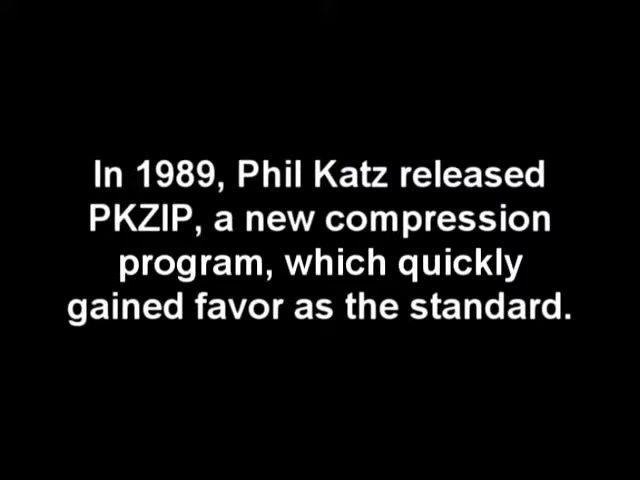 In 1989, Phil Katz released
PKZIP, a new compression
program, which quickly
gained favor as the standard.